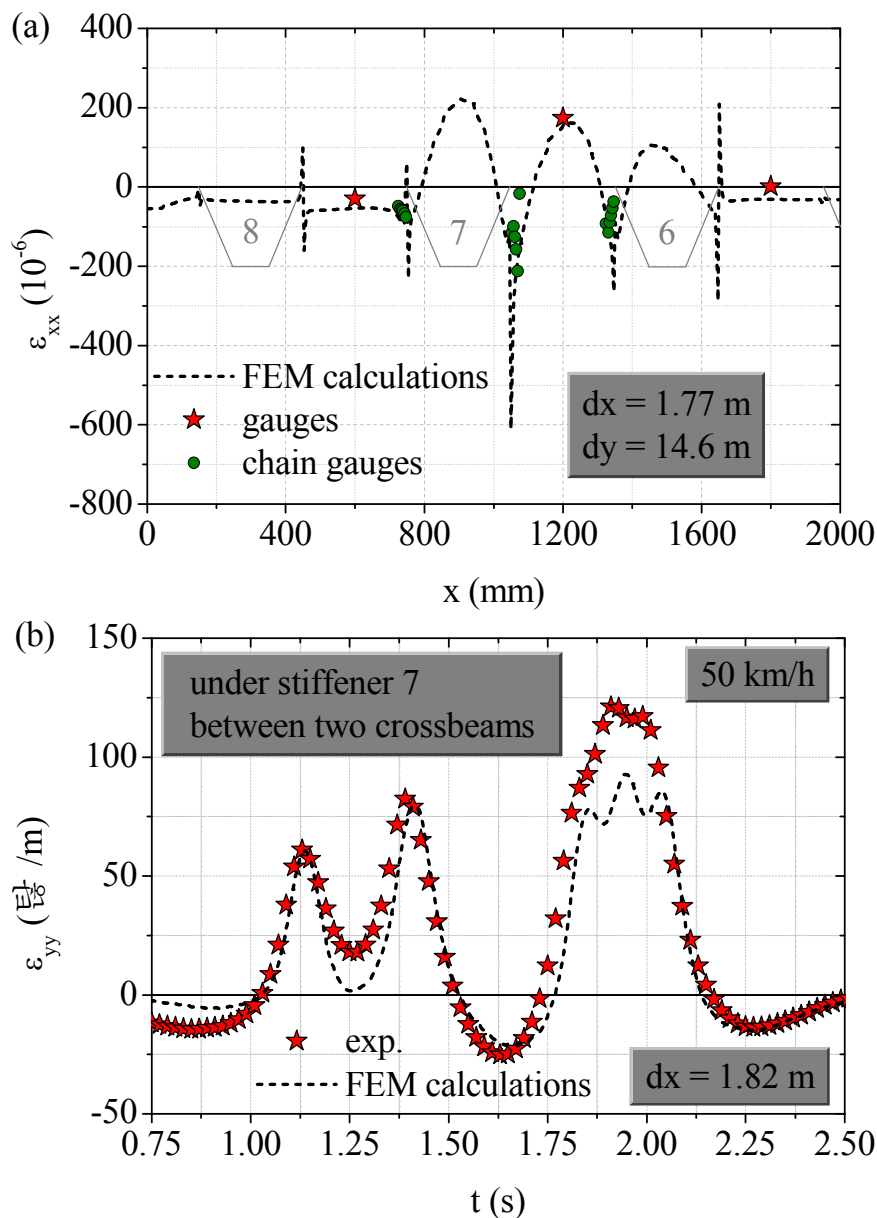 (a)
400
200
0
-200
-400
-600
-800
ε_xx (10^-6)
8
7
6
FEM calculations
gauges
chain gauges
dx = 1.77 m
dy = 14.6 m
0 400 800 1200 1600 2000
x (mm)
(b)
150
100
50
0
-50
ε_yy ( /m)
under stiffener 7
between two crossbeams
50 km/h
exp.
FEM calculations
dx = 1.82 m
0.75 1.00 1.25 1.50 1.75 2.00 2.25 2.50
t (s)